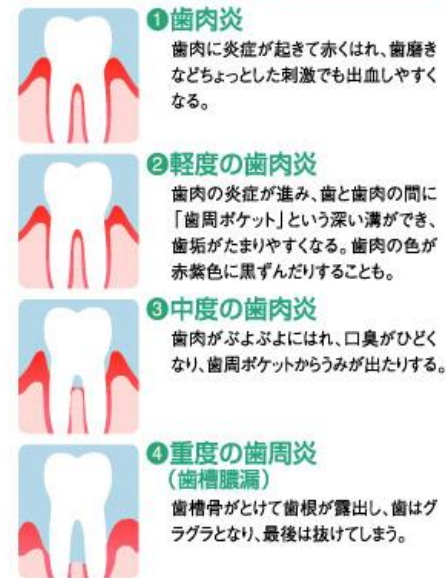 ❶歯肉炎
歯肉に炎症が起きて赤くはれ、歯磨き
などちょっとした刺激でも出血しやすく
なる。
❷軽度の歯肉炎
歯肉の炎症が進み、歯と歯肉の間に
「歯周ポケット」という深い溝ができ、
歯垢がたまりやすくなる。歯肉の色が
赤紫色に黒ずんだりすることも。
❸中度の歯肉炎
歯肉がぶよぶよにはれ、口臭がひどく
なり、歯周ポケットからうみが出たりする。
❹重度の歯周炎
（歯槽膿漏）
歯槽骨がとけて歯根が露出し、歯はグ
ラグラとなり、最後は抜けてしまう。